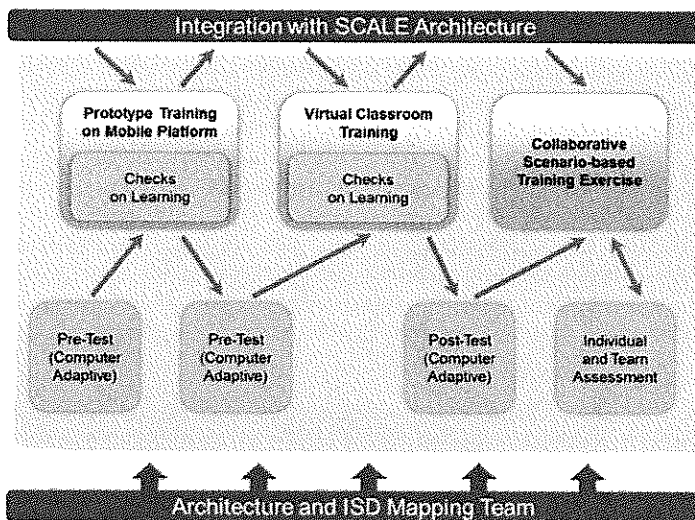 Integration with SCALE Architecture
Prototype Training
on Mobile Platform
Checks
on Learning
Virtual Classroom
Training
Checks
on Learning
Collaborative
Scenario-based
Training Exercise
Pre-Test
(Computer
Adaptive)
Pre-Test
(Computer
Adaptive)
Post-Test
(Computer
Adaptive)
Individual
and Team
Assessment
Architecture and ISD Mapping Team